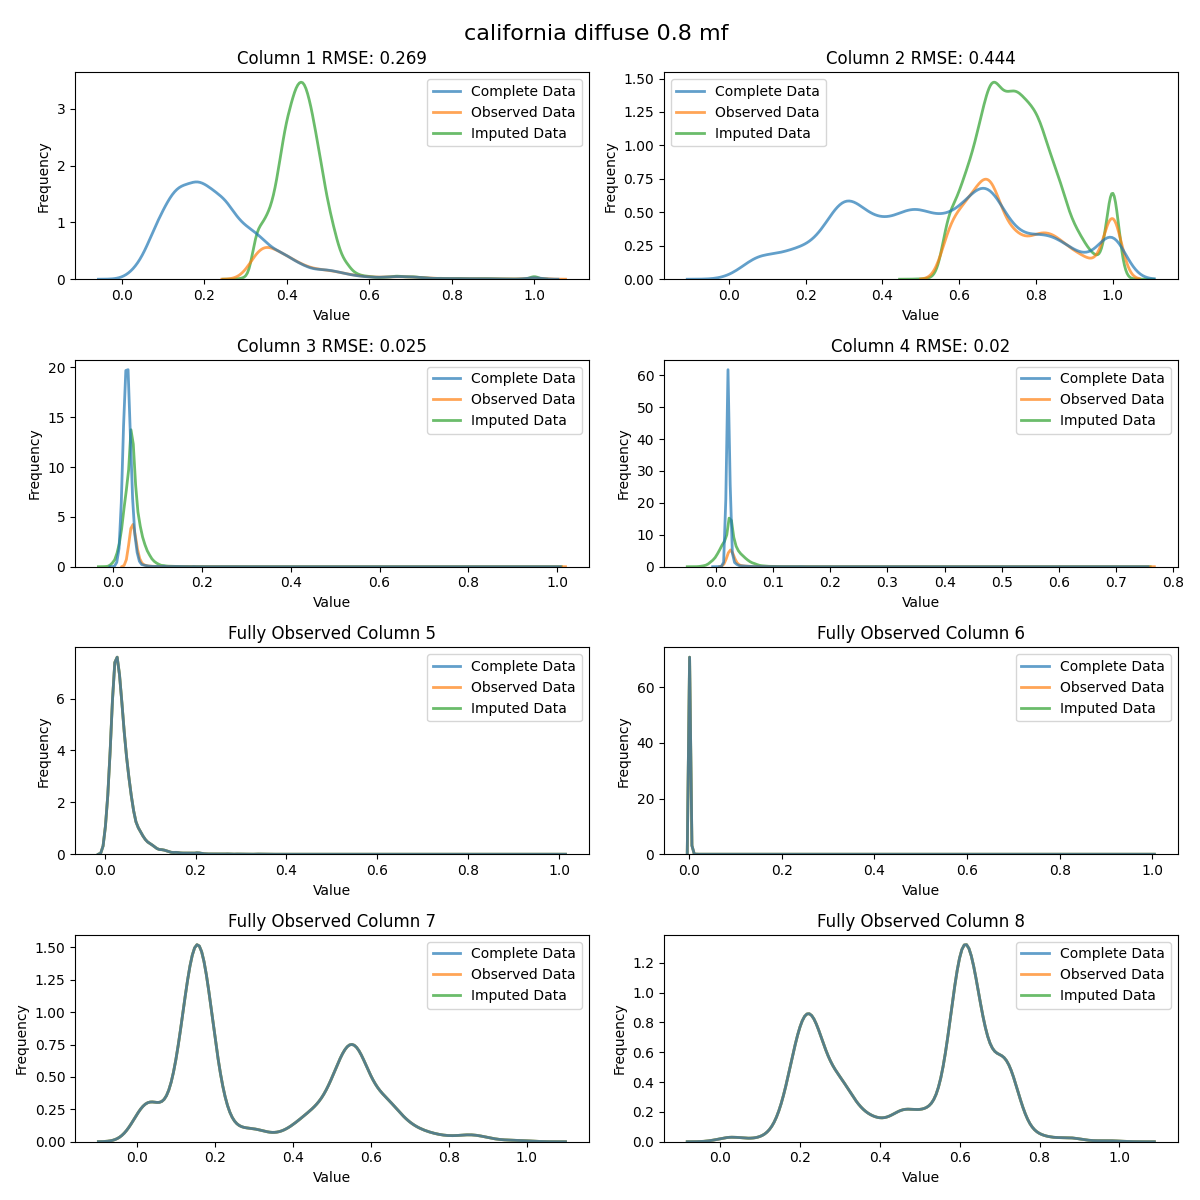 california diffuse 0.8 mf
Column 1 RMSE: 0.269
Frequency
3
2
1
0
Complete Data
Observed Data
Imputed Data
0.0 0.2 0.4 0.6 0.8 1.0
Value
Column 2 RMSE: 0.444
Frequency
1.50
1.25
1.00
0.75
0.50
0.25
0.00
Complete Data
Observed Data
Imputed Data
0.0 0.2 0.4 0.6 0.8 1.0
Value
Column 3 RMSE: 0.025
Frequency
20
15
10
5
0
Complete Data
Observed Data
Imputed Data
0.0 0.2 0.4 0.6 0.8 1.0
Value
Column 4 RMSE: 0.02
Frequency
60
50
40
30
20
10
0
Complete Data
Observed Data
Imputed Data
0.0 0.1 0.2 0.3 0.4 0.5 0.6 0.7 0.8
Value
Fully Observed Column 5
Frequency
6
4
2
0
Complete Data
Observed Data
Imputed Data
0.0 0.2 0.4 0.6 0.8 1.0
Value
Fully Observed Column 6
Frequency
60
40
20
0
Complete Data
Observed Data
Imputed Data
0.0 0.2 0.4 0.6 0.8 1.0
Value
Fully Observed Column 7
Frequency
1.50
1.25
1.00
0.75
0.50
0.25
0.00
Complete Data
Observed Data
Imputed Data
0.0 0.2 0.4 0.6 0.8 1.0
Value
Fully Observed Column 8
Frequency
1.2
1.0
0.8
0.6
0.4
0.2
0.0
Complete Data
Observed Data
Imputed Data
0.0 0.2 0.4 0.6 0.8 1.0
Value